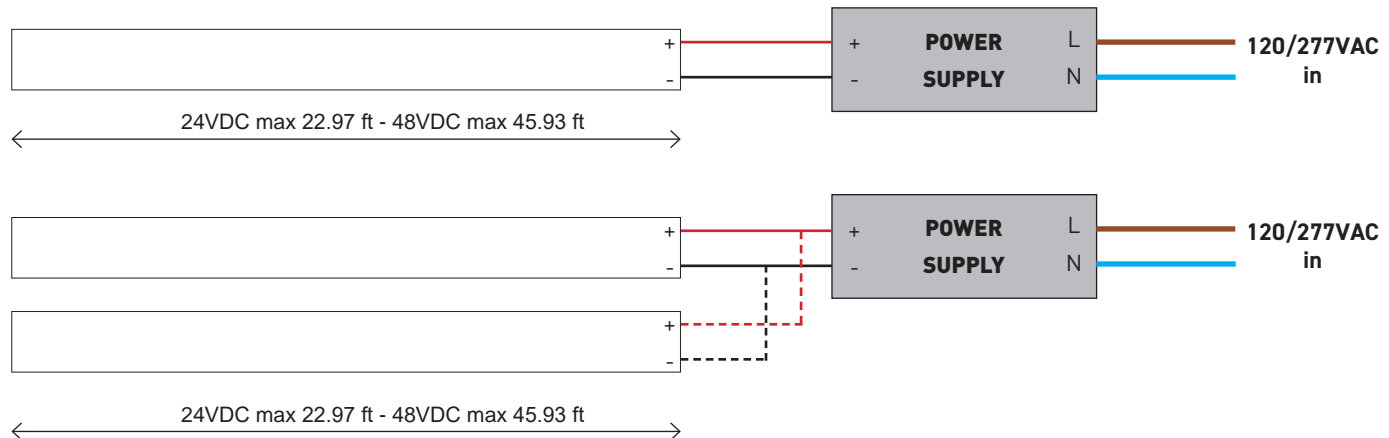 + + POWER L 120/277VAC
- - SUPPLY N in
24VDC max 22.97 ft - 48VDC max 45.93 ft
+ + POWER L 120/277VAC
- - SUPPLY N in
+
-
24VDC max 22.97 ft - 48VDC max 45.93 ft